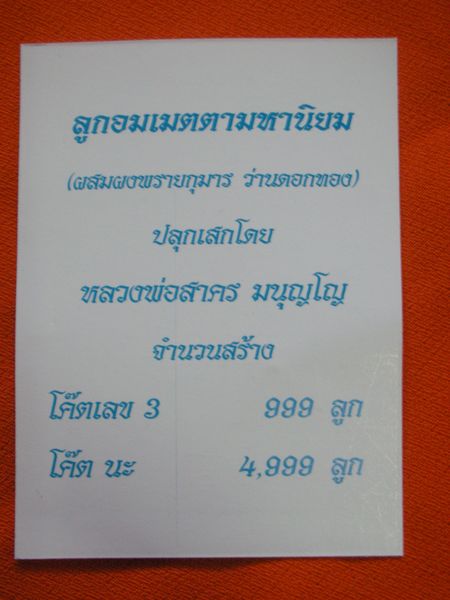 ลูกอมเมตตามหานิยม
(ผสมผงพรายกุมาร ว่านดอกทอง)
ปลุกเสกโดย
หลวงพ่อสาคร มนุญโญ
จำนวนสร้าง
โค๊ตเลข 3 999 ลูก
โค๊ต นะ 4,999 ลูก